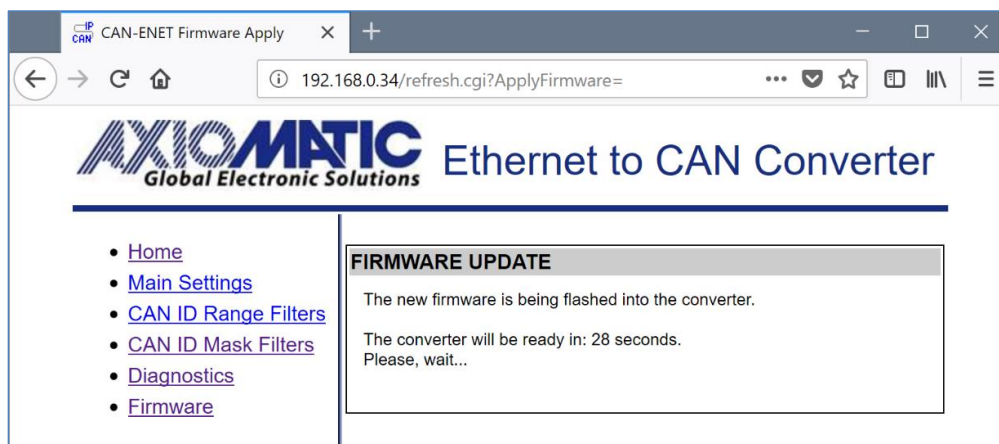 IP
CAN
CAN-ENET Firmware Apply
192.168.0.34/refresh.cgi?ApplyFirmware=
AXIOMATIC
Global Electronic Solutions
Ethernet to CAN Converter
Home
Main Settings
CAN ID Range Filters
CAN ID Mask Filters
Diagnostics
Firmware
FIRMWARE UPDATE
The new firmware is being flashed into the converter.
The converter will be ready in: 28 seconds.
Please, wait...